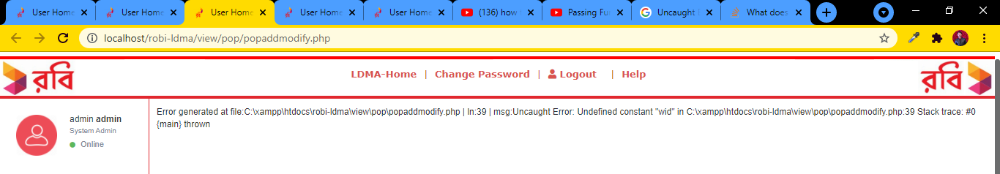 User Home
User Home
User Home
User Home
User Home
(136) how
Passing Fu
Uncaught
What does
localhost/robi-ldma/view/pop/popaddmodify.php
রবি
LDMA-Home | Change Password | Logout | Help
রবি
admin admin
System Admin
Online
Error generated at file:C:\xampp\htdocs\robi-ldma\view\pop\popaddmodify.php | ln:39 | msg:Uncaught Error: Undefined constant "wid" in C:\xampp\htdocs\robi-ldma\view\pop\popaddmodify.php:39 Stack trace: #0
{main} thrown